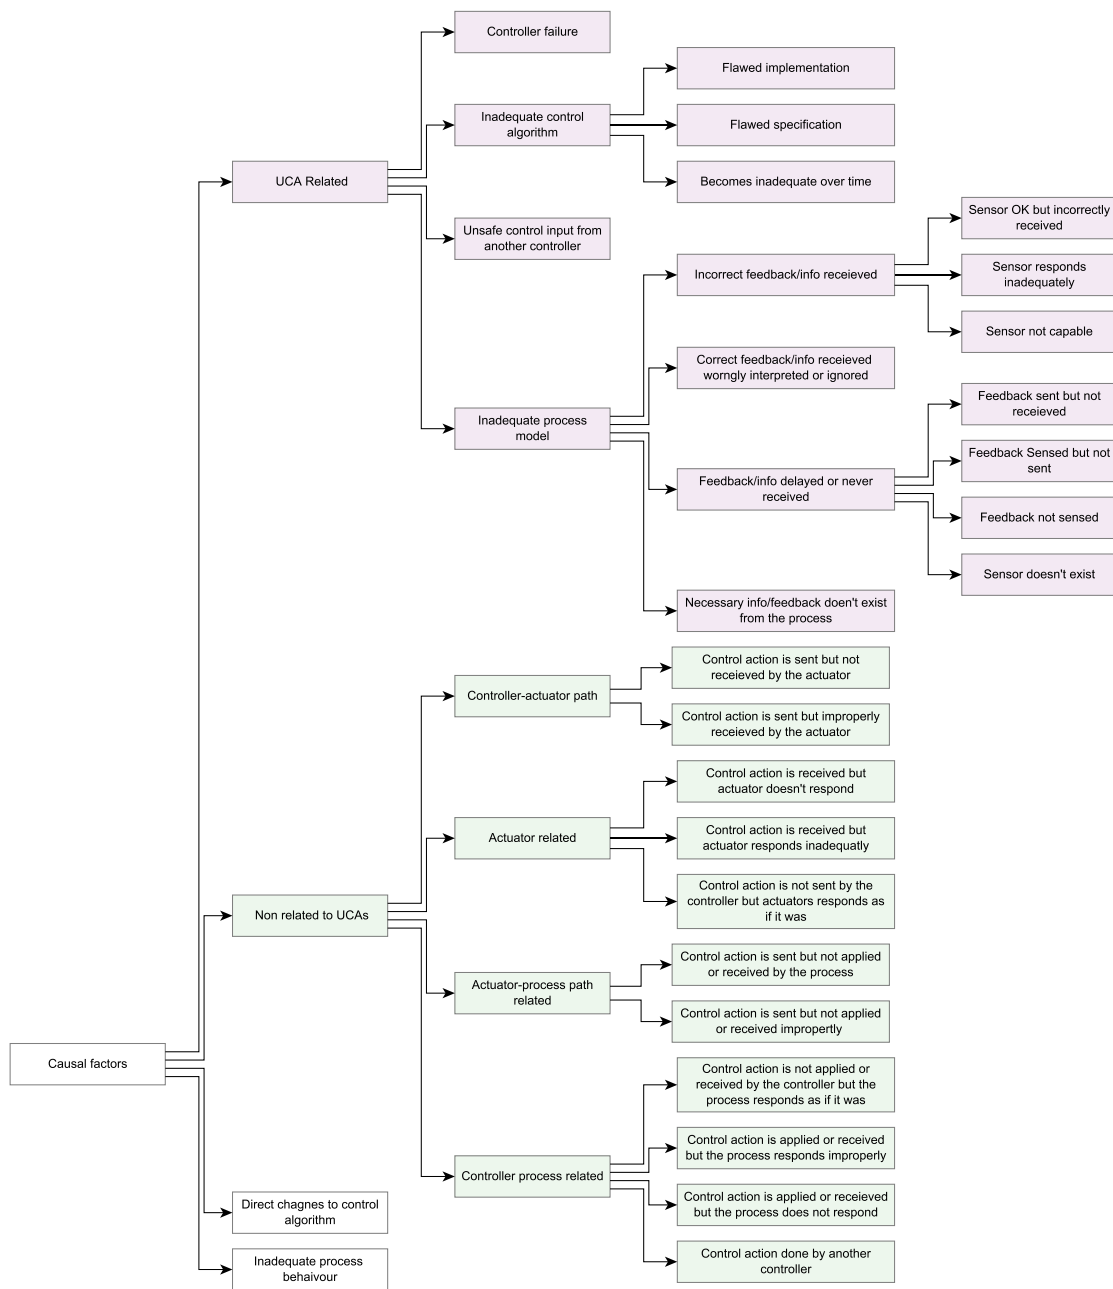 Controller failure
Flawed implementation
Inadequate control
algorithm
Flawed specification
UCA Related
Becomes inadequate over time
Unsafe control input from
another controller
Sensor OK but incorrectly
received
Incorrect feedback/info receieved
Sensor responds
inadequately
Sensor not capable
Correct feedback/info receieved
worngly interpreted or ignored
Inadequate process
model
Feedback sent but not
receieved
Feedback/info delayed or never
received
Feedback Sensed but not
sent
Feedback not sensed
Sensor doesn't exist
Necessary info/feedback doen't exist
from the process
Controller-actuator path
Control action is sent but not
receieved by the actuator
Control action is sent but improperly
receieved by the actuator
Control action is received but
actuator doesn't respond
Actuator related
Control action is received but
actuator responds inadequatly
Non related to UCAs
Control action is not sent by the
controller but actuators responds as
if it was
Actuator-process path
related
Control action is sent but not applied
or received by the process
Control action is sent but not applied
or received impropertly
Causal factors
Control action is not applied or
received by the controller but the
process responds as if it was
Control action is applied or received
but the process responds improperly
Controller process related
Control action is applied or receieved
but the process does not respond
Direct chagnes to control
algorithm
Control action done by another
controller
Inadequate process
behaivour